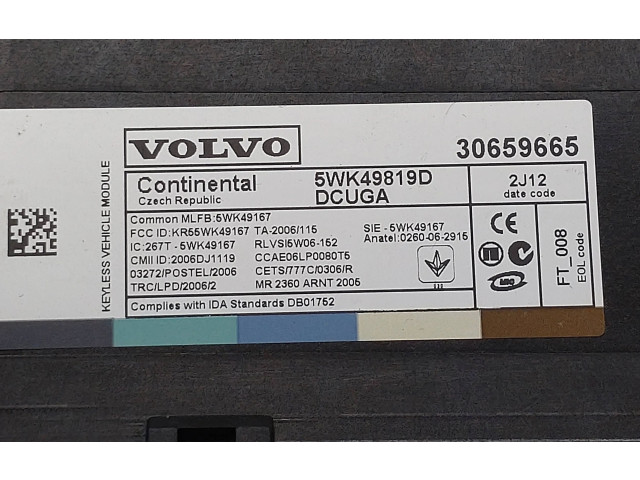 KEYLESS VEHICLE MODULE
VOLVO
30659665
Continental 5WK49819D
Czech Republic DCUGA
2J12
date code
Common MLFB:5WK49167
FCC ID:KR55WK49167 TA-2006/115
IC:267T - 5WK49167 RLVSI5W06-152
CMII ID:2006DJ1119 CCAE06LP0080T5
03272/POSTEL/2006 CETS/777C/0306/R
TRC/LPD/2006/2 MR 2360 ARNT 2005
SIE - 5WK49167
Anatel:0260-06-2915
Complies with IDA Standards DB01752
CE
FT_008
EOL code